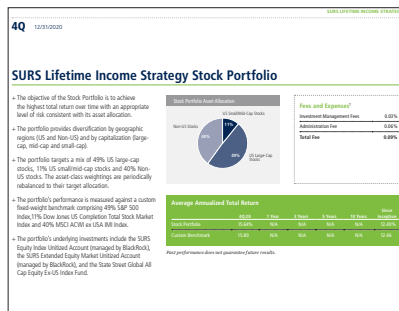 SURS LIFETIME INCOME STRATEGY
4Q 12/31/2020
SURS Lifetime Income Strategy Stock Portfolio
+ The objective of the Stock Portfolio is to achieve
the highest total return over time with an appropriate
level of risk consistent with its asset allocation.
+ The portfolio provides diversification by geographic
regions (US and Non-US) and by capitalization (large-
cap, mid-cap and small-cap).
+ The portfolio targets a mix of 49% US large-cap
stocks, 11% US small/mid-cap stocks and 40% Non-
US stocks. The asset-class weightings are periodically
rebalanced to their target allocation.
+ The portfolio's performance is measured against a custom
fixed-weight benchmark comprising 49% S&P 500
Index,11% Dow Jones US Completion Total Stock Market
Index and 40% MSCI ACWI ex USA IMI Index.
+ The portfolio's underlying investments include the SURS
Equity Index Unitized Account (managed by BlackRock),
the SURS Extended Equity Market Unitized Account
(managed by BlackRock), and the State Street Global All
Cap Equity Ex-US Index Fund.
Stock Portfolio Asset Allocation
US Small/Mid-Cap Stocks
11%
Non-US Stocks
40%
49%
US Large-Cap
Stocks
Fees and Expenses¹
Investment Management Fees 0.03%
Administration Fee 0.06%
Total Fee 0.09%
Average Annualized Total Return
4Q 20 1 Year 3 Years 5 Years 10 Years Since Inception
Stock Portfolio 15.64% N/A N/A N/A N/A
Custom Benchmark N/A N/A N/A N/A
Past performance does not guarantee future results.